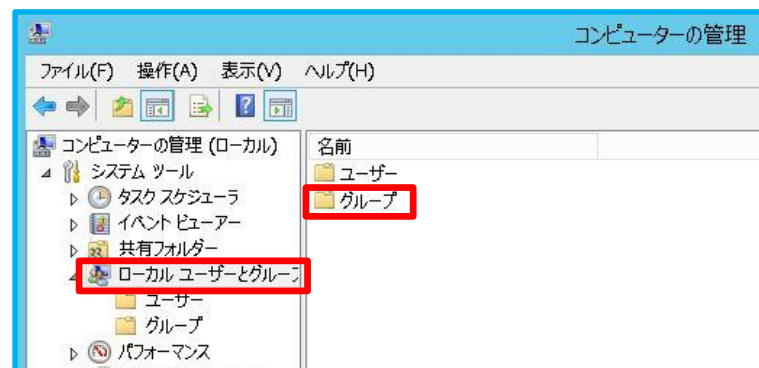 コンピューターの管理
ファイル(F) 操作(A) 表示(V) ヘルプ(H)
コンピューターの管理 (ローカル)
システム ツール
タスク スケジューラ
イベント ビューアー
共有フォルダー
ローカル ユーザーとグループ
ユーザー
グループ
パフォーマンス
名前
ユーザー
グループ